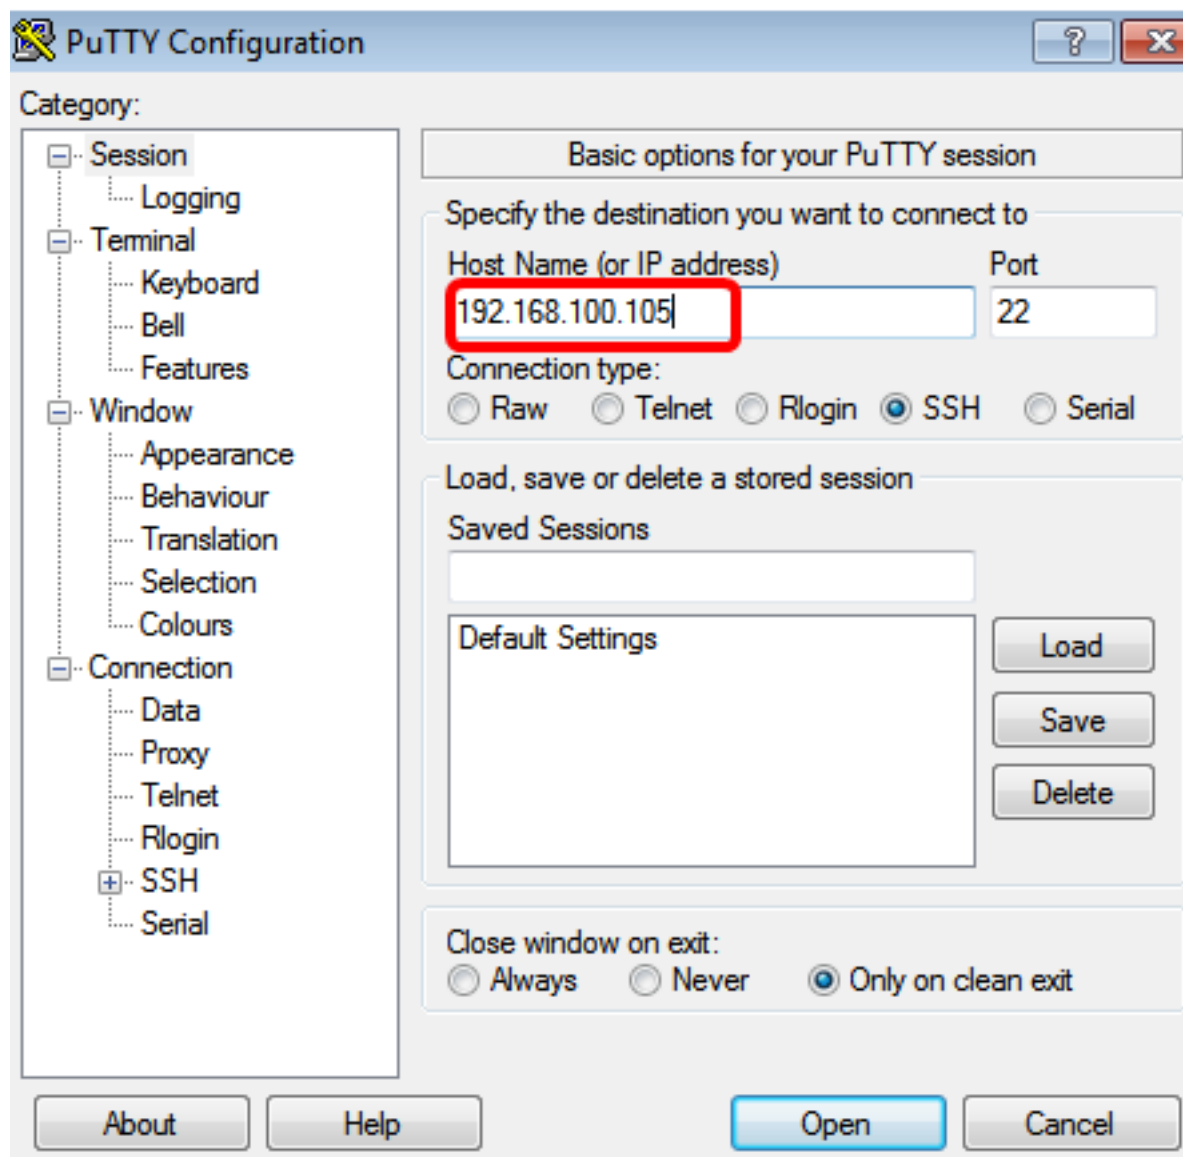 PuTTY Configuration
Category:
Session
Logging
Terminal
Keyboard
Bell
Features
Window
Appearance
Behaviour
Translation
Selection
Colours
Connection
Data
Proxy
Telnet
Rlogin
SSH
Serial
Basic options for your PuTTY session
Specify the destination you want to connect to
Host Name (or IP address) Port
192.168.100.105 22
Connection type:
Raw Telnet Rlogin SSH Serial
Load, save or delete a stored session
Saved Sessions
Default Settings
Load
Save
Delete
Close window on exit:
Always Never Only on clean exit
About Help Open Cancel